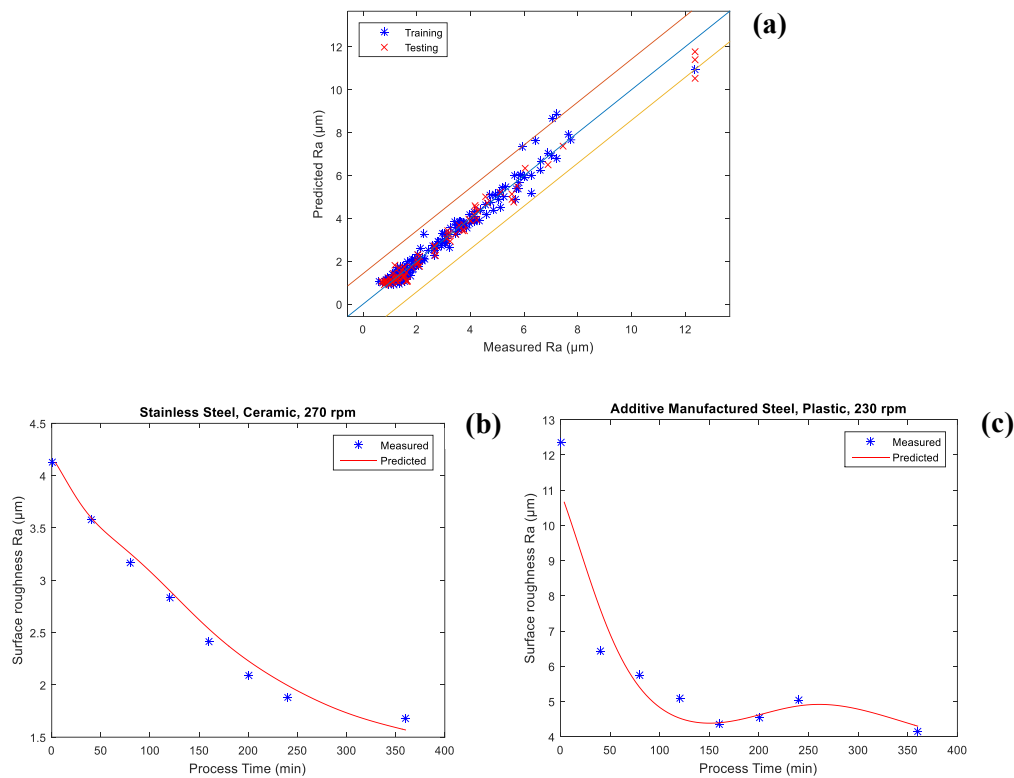 (a)
Training
Testing
12
10
8
6
4
2
0
Predicted Ra (μm)
0 2 4 6 8 10 12
Measured Ra (μm)
Stainless Steel, Ceramic, 270 rpm
(b)
Measured
Predicted
4.5
4
3.5
3
2.5
2
1.5
Surface roughness Ra (μm)
0 50 100 150 200 250 300 350 400
Process Time (min)
Additive Manufactured Steel, Plastic, 230 rpm
(c)
Measured
Predicted
13
12
11
10
9
8
7
6
5
4
Surface roughness Ra (μm)
0 50 100 150 200 250 300 350 400
Process Time (min)